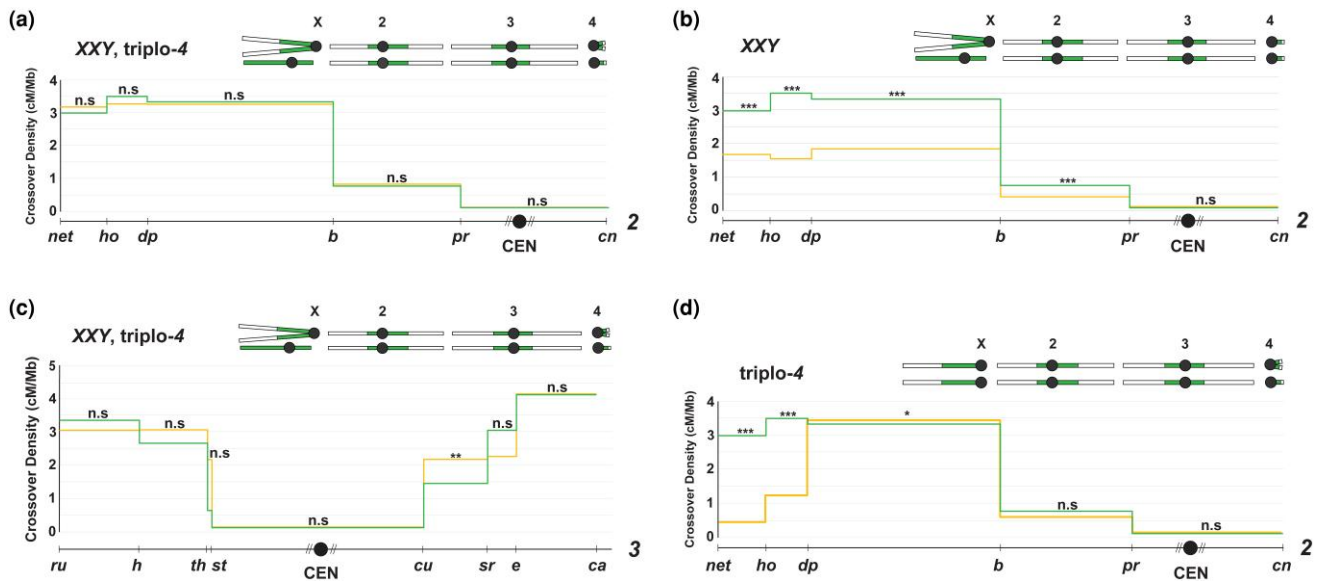 (a)
XXY, triplo-4
X 2 3 4
Crossover Density (cM/Mb)
4
3
2
1
0
n.s n.s n.s n.s n.s
net ho dp b pr CEN cn 2
(b)
XXY
X 2 3 4
Crossover Density (cM/Mb)
4
3
2
1
0
*** *** *** *** n.s
net ho dp b pr CEN cn 2
(c)
XXY, triplo-4
X 2 3 4
Crossover Density (cM/Mb)
5
4
3
2
1
0
n.s n.s n.s n.s ** n.s n.s
ru h th st CEN cu sr e ca 3
(d)
triplo-4
X 2 3 4
Crossover Density (cM/Mb)
4
3
2
1
0
*** *** * n.s n.s
net ho dp b pr CEN cn 2